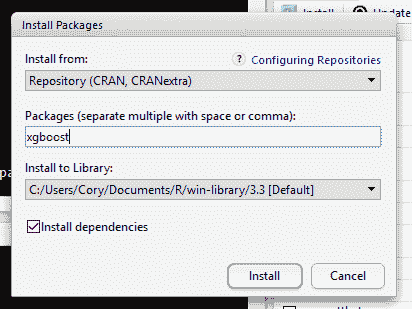 Install
Update
Install Packages
Install from:
? Configuring Repositories
Repository (CRAN, CRANextra)
Packages (separate multiple with space or comma):
xgboost
Install to Library:
C:/Users/Cory/Documents/R/win-library/3.3 [Default]
Install dependencies
Install
Cancel